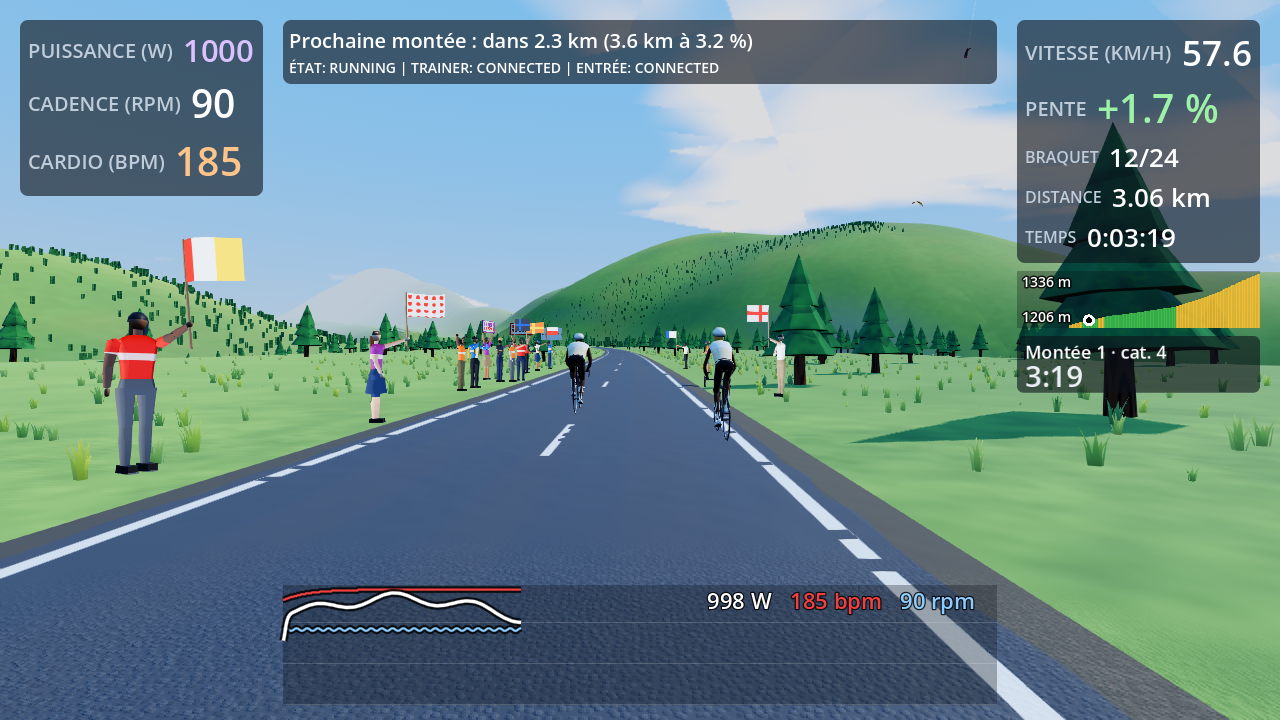 PUISSANCE (W) 1000
CADENCE (RPM) 90
CARDIO (BPM) 185
Prochaine montée : dans 2.3 km (3.6 km à 3.2 %)
ÉTAT: RUNNING | TRAINER: CONNECTED | ENTRÉE: CONNECTED
VITESSE (KM/H) 57.6
PENTE +1.7 %
BRAQUET 12/24
DISTANCE 3.06 km
TEMPS 0:03:19
1336 m
1206 m
Montée 1 · cat. 4
3:19
998 W 185 bpm 90 rpm